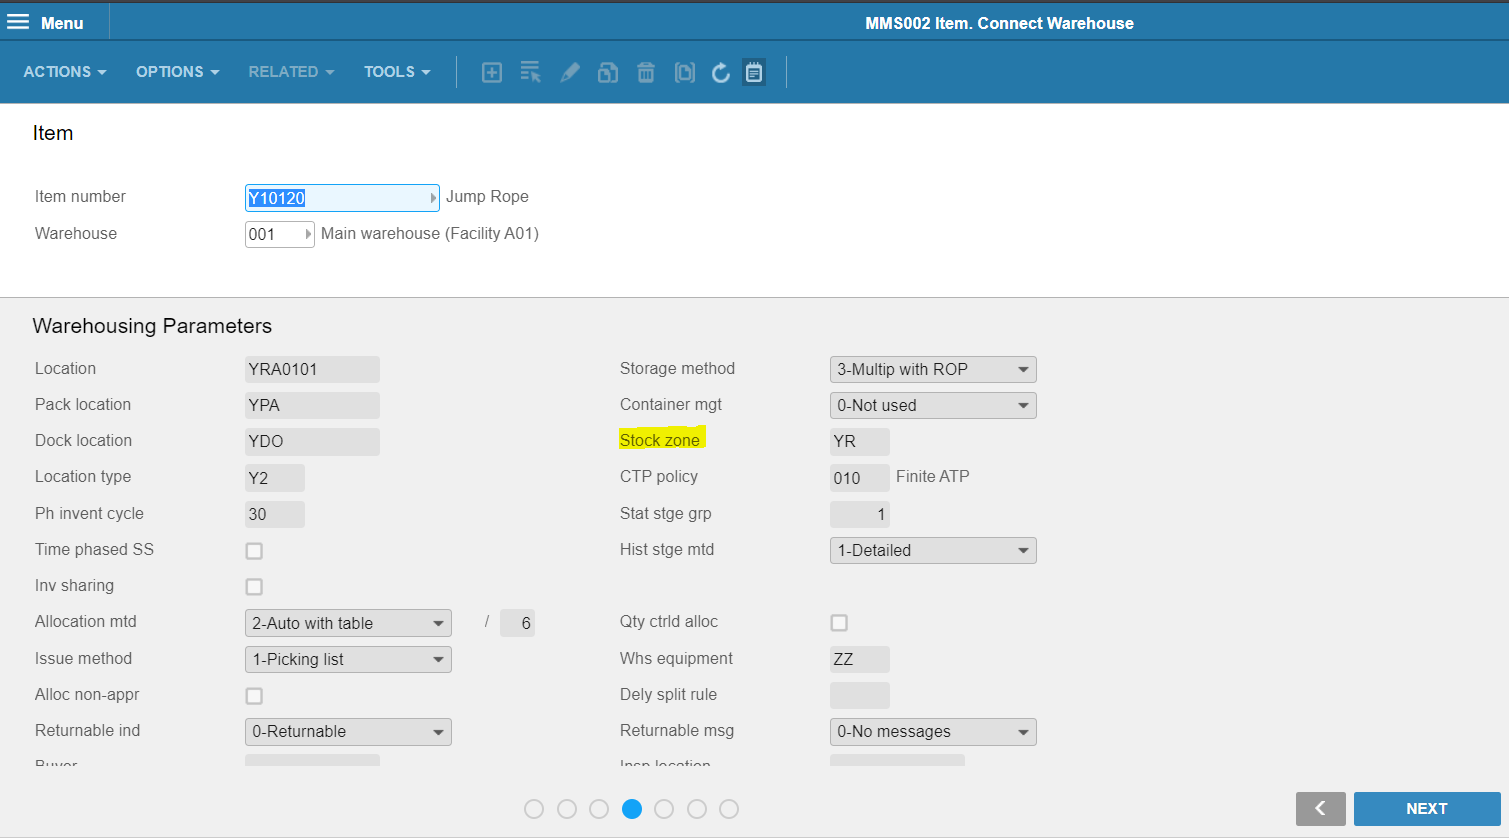 Menu
MMS002 Item. Connect Warehouse
ACTIONS OPTIONS RELATED TOOLS
Item
Item number Y10120 Jump Rope
Warehouse 001 Main warehouse (Facility A01)
Warehousing Parameters
Location YRA0101 Storage method 3-Multip with ROP
Pack location YPA Container mgt 0-Not used
Dock location YDO Stock zone YR
Location type Y2 CTP policy 010 Finite ATP
Ph invent cycle 30 Stat stge grp 1
Time phased SS Hist stge mtd 1-Detailed
Inv sharing
Allocation mtd 2-Auto with table / 6 Qty ctrld alloc
Issue method 1-Picking list Whs equipment ZZ
Alloc non-appr Dely split rule
Returnable ind 0-Returnable Returnable msg 0-No messages
Buyer Insp location
NEXT